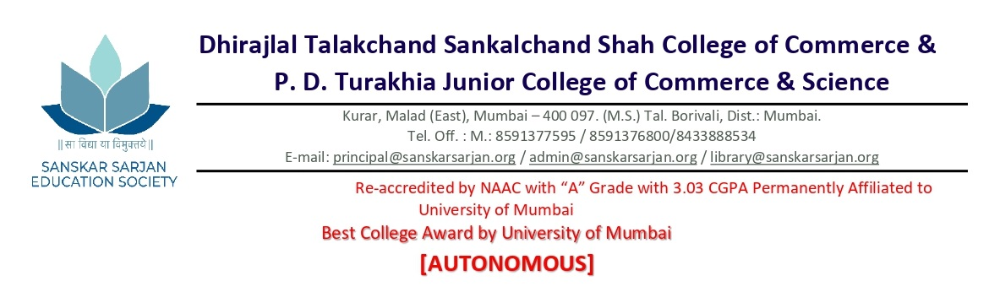 Dhirajlal Talakchand Sankalchand Shah College of Commerce &
P. D. Turakhia Junior College of Commerce & Science
Kurar, Malad (East), Mumbai – 400 097. (M.S.) Tal. Borivali, Dist.: Mumbai.
Tel. Off. : M.: 8591377595 / 8591376800/8433888534
E-mail: principal@sanskarsarjan.org / admin@sanskarsarjan.org / library@sanskarsarjan.org
||सा विद्या या विमुक्तये||
SANSKAR SARJAN
EDUCATION SOCIETY
Re-accredited by NAAC with “A” Grade with 3.03 CGPA Permanently Affiliated to
University of Mumbai
Best College Award by University of Mumbai
[AUTONOMOUS]